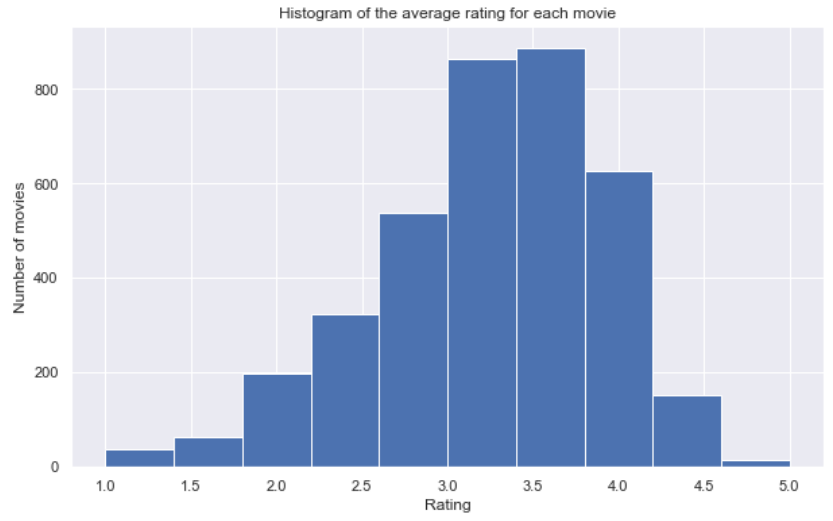 Histogram of the average rating for each movie
800
600
400
200
0
Number of movies
1.0 1.5 2.0 2.5 3.0 3.5 4.0 4.5 5.0
Rating